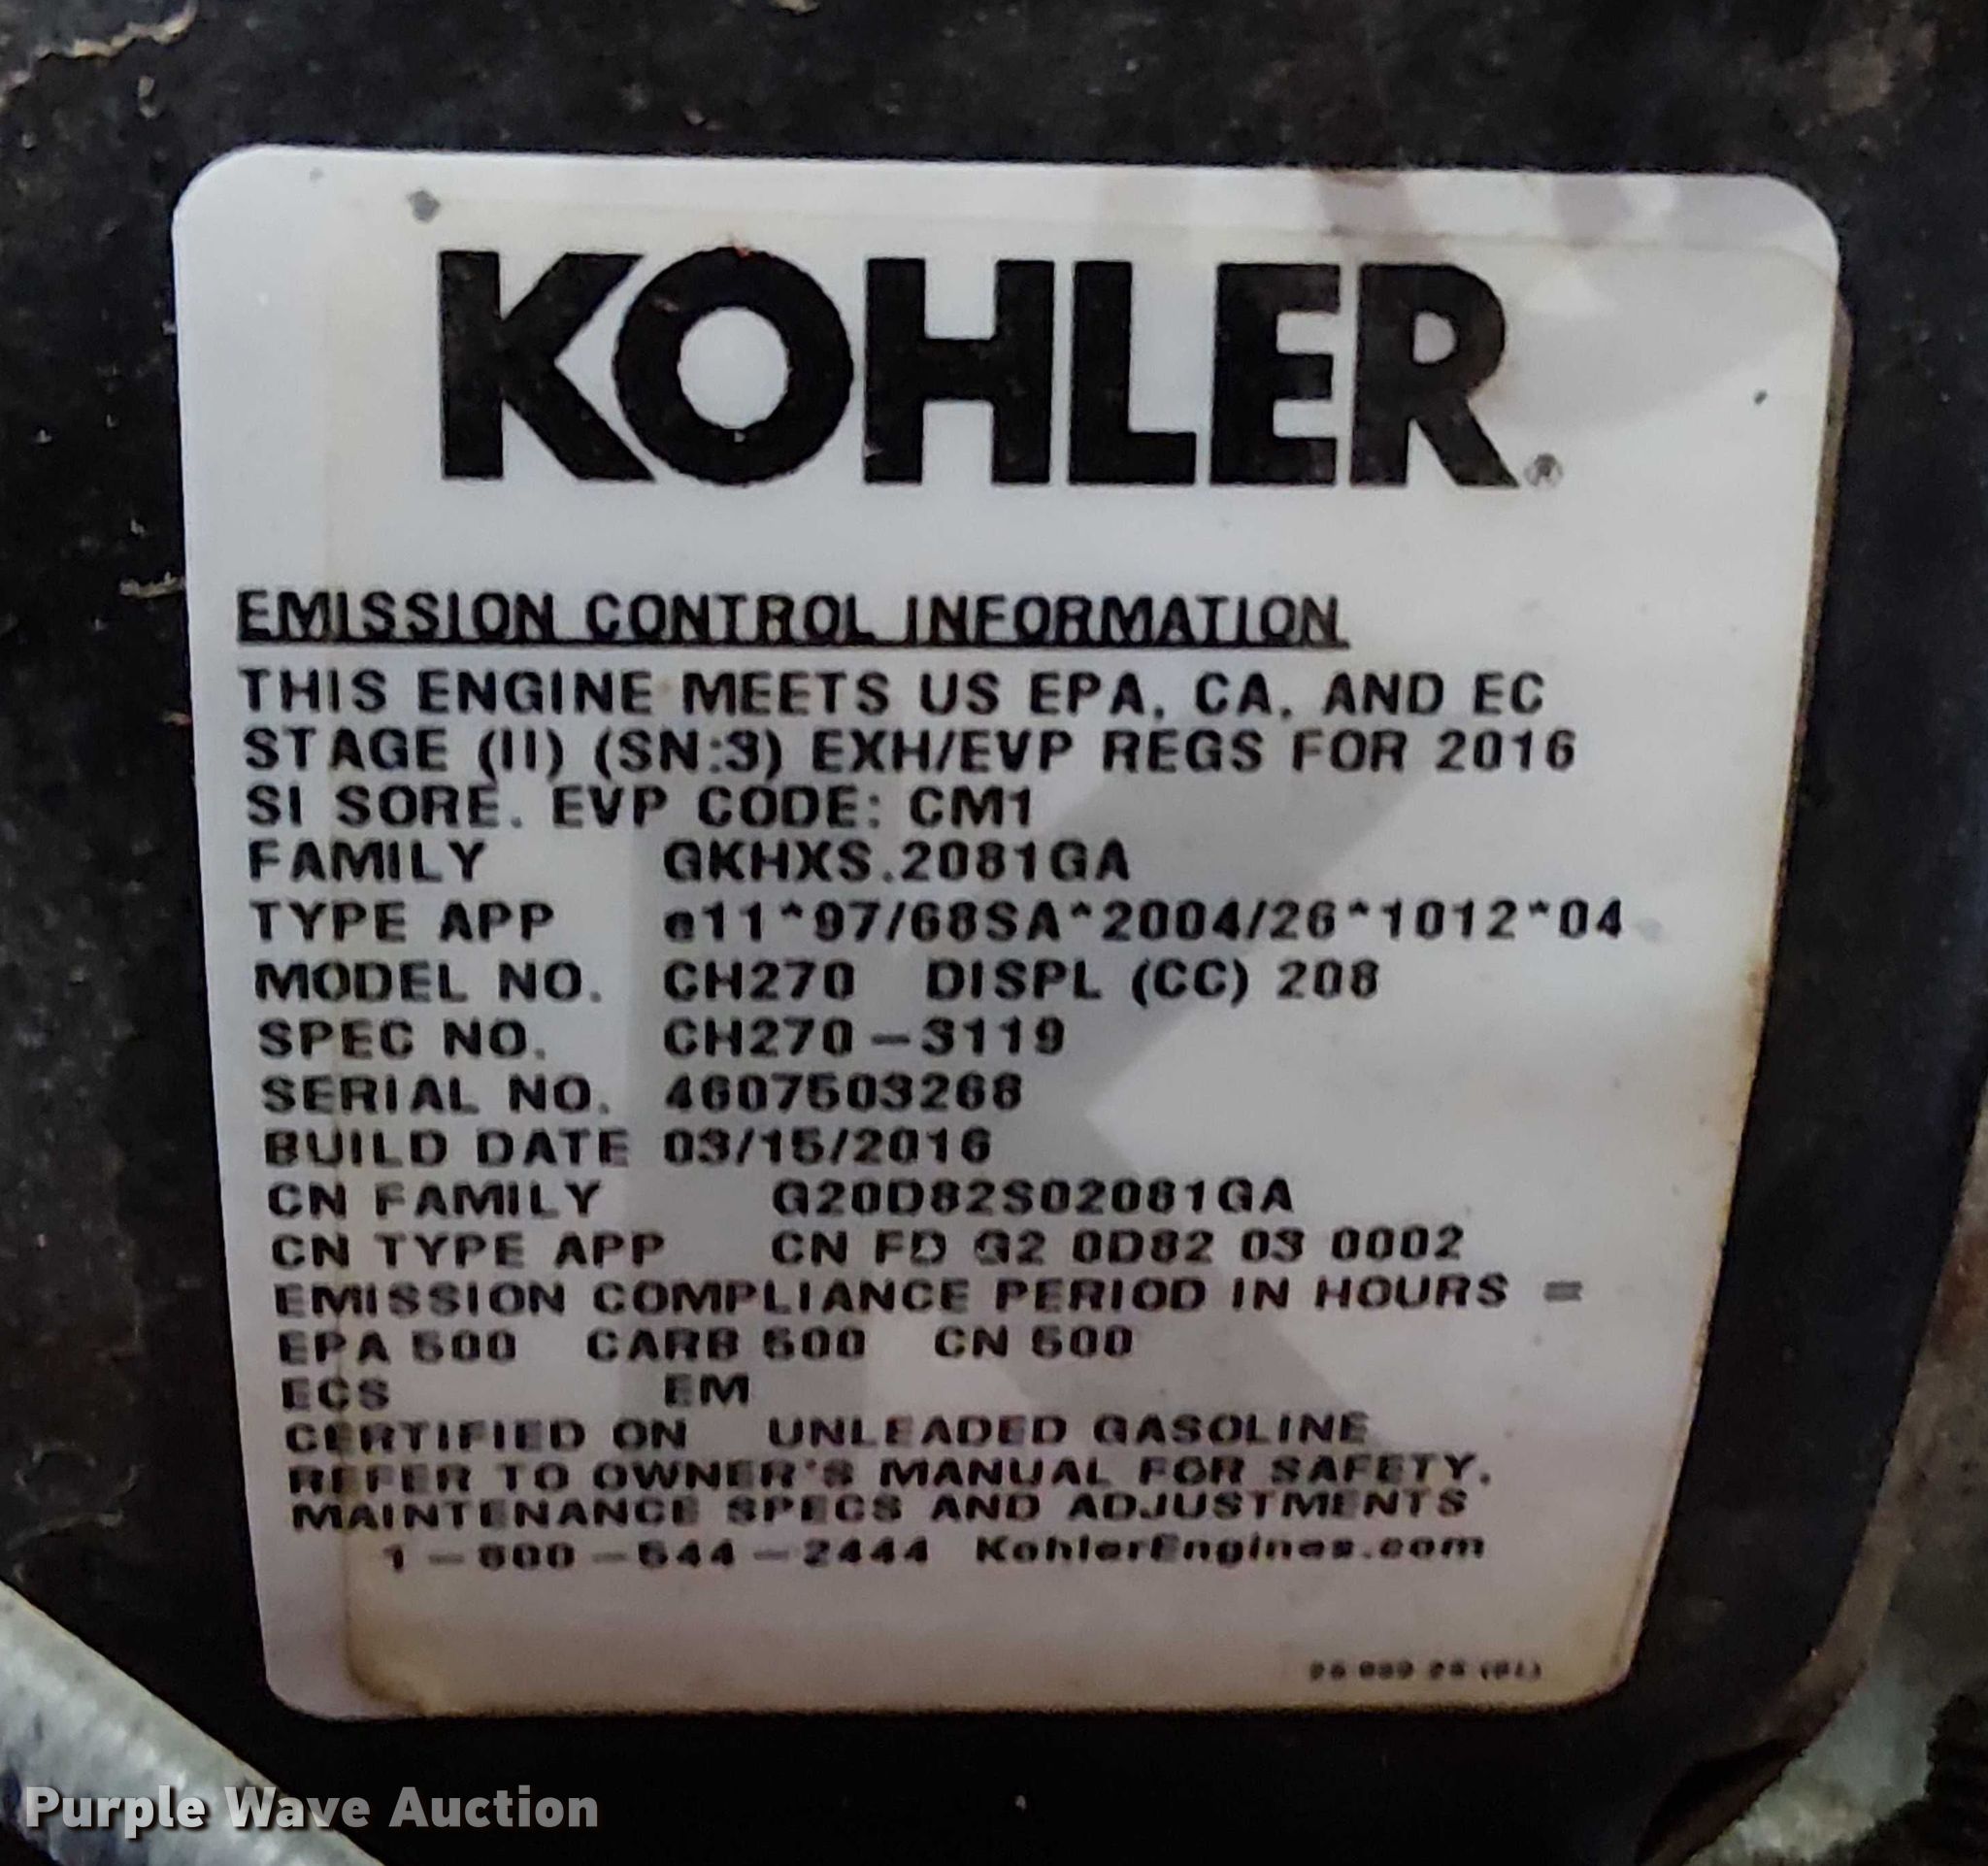 KOHLER®
EMISSION CONTROL INFORMATION
THIS ENGINE MEETS US EPA, CA, AND EC
STAGE (II) (SN:3) EXH/EVP REGS FOR 2016
SI SORE. EVP CODE: CM1
FAMILY GKHXS.2081GA
TYPE APP e11*97/68SA*2004/26*1012*04
MODEL NO. CH270 DISPL (CC) 208
SPEC NO. CH270-3119
SERIAL NO. 4607503268
BUILD DATE 03/15/2016
CN FAMILY G20D82S02081GA
CN TYPE APP CN FD G2 0D82 03 0002
EMISSION COMPLIANCE PERIOD IN HOURS =
EPA 500 CARB 500 CN 500
ECS EM
CERTIFIED ON UNLEADED GASOLINE
REFER TO OWNER'S MANUAL FOR SAFETY,
MAINTENANCE SPECS AND ADJUSTMENTS
1-800-544-2444 KohlerEngines.com
Purple Wave Auction